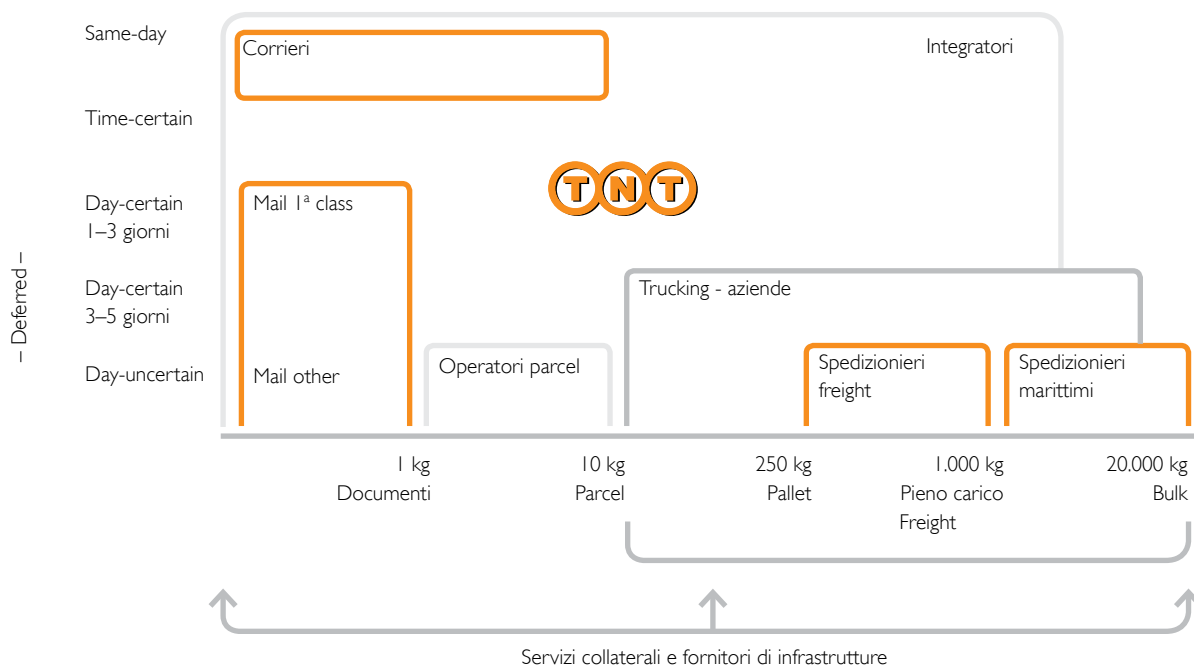 Same-day
Corrieri
Integratori
Time-certain
TNT
Day-certain
1–3 giorni
Mail 1ª class
– Deferred –
Day-certain
3–5 giorni
Trucking - aziende
Day-uncertain
Mail other
Operatori parcel
Spedizionieri
freight
Spedizionieri
marittimi
1 kg
Documenti
10 kg
Parcel
250 kg
Pallet
1.000 kg
Pieno carico
Freight
20.000 kg
Bulk
Servizi collaterali e fornitori di infrastrutture